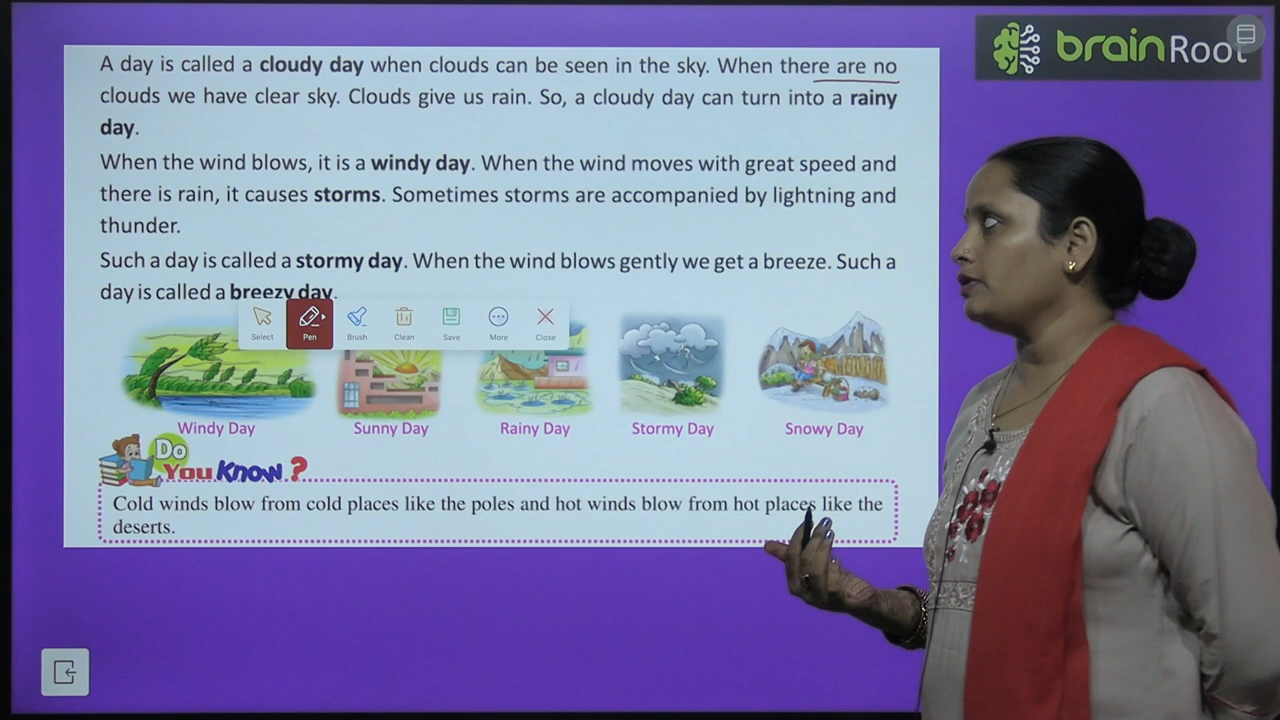 brainRoot
A day is called a cloudy day when clouds can be seen in the sky. When there are no
clouds we have clear sky. Clouds give us rain. So, a cloudy day can turn into a rainy
day.
When the wind blows, it is a windy day. When the wind moves with great speed and
there is rain, it causes storms. Sometimes storms are accompanied by lightning and
thunder.
Such a day is called a stormy day. When the wind blows gently we get a breeze. Such a
day is called a breezy day.
Select Pen Brush Clean Save More Close
Windy Day Sunny Day Rainy Day Stormy Day Snowy Day
Do
You Know?
Cold winds blow from cold places like the poles and hot winds blow from hot places like the
deserts.